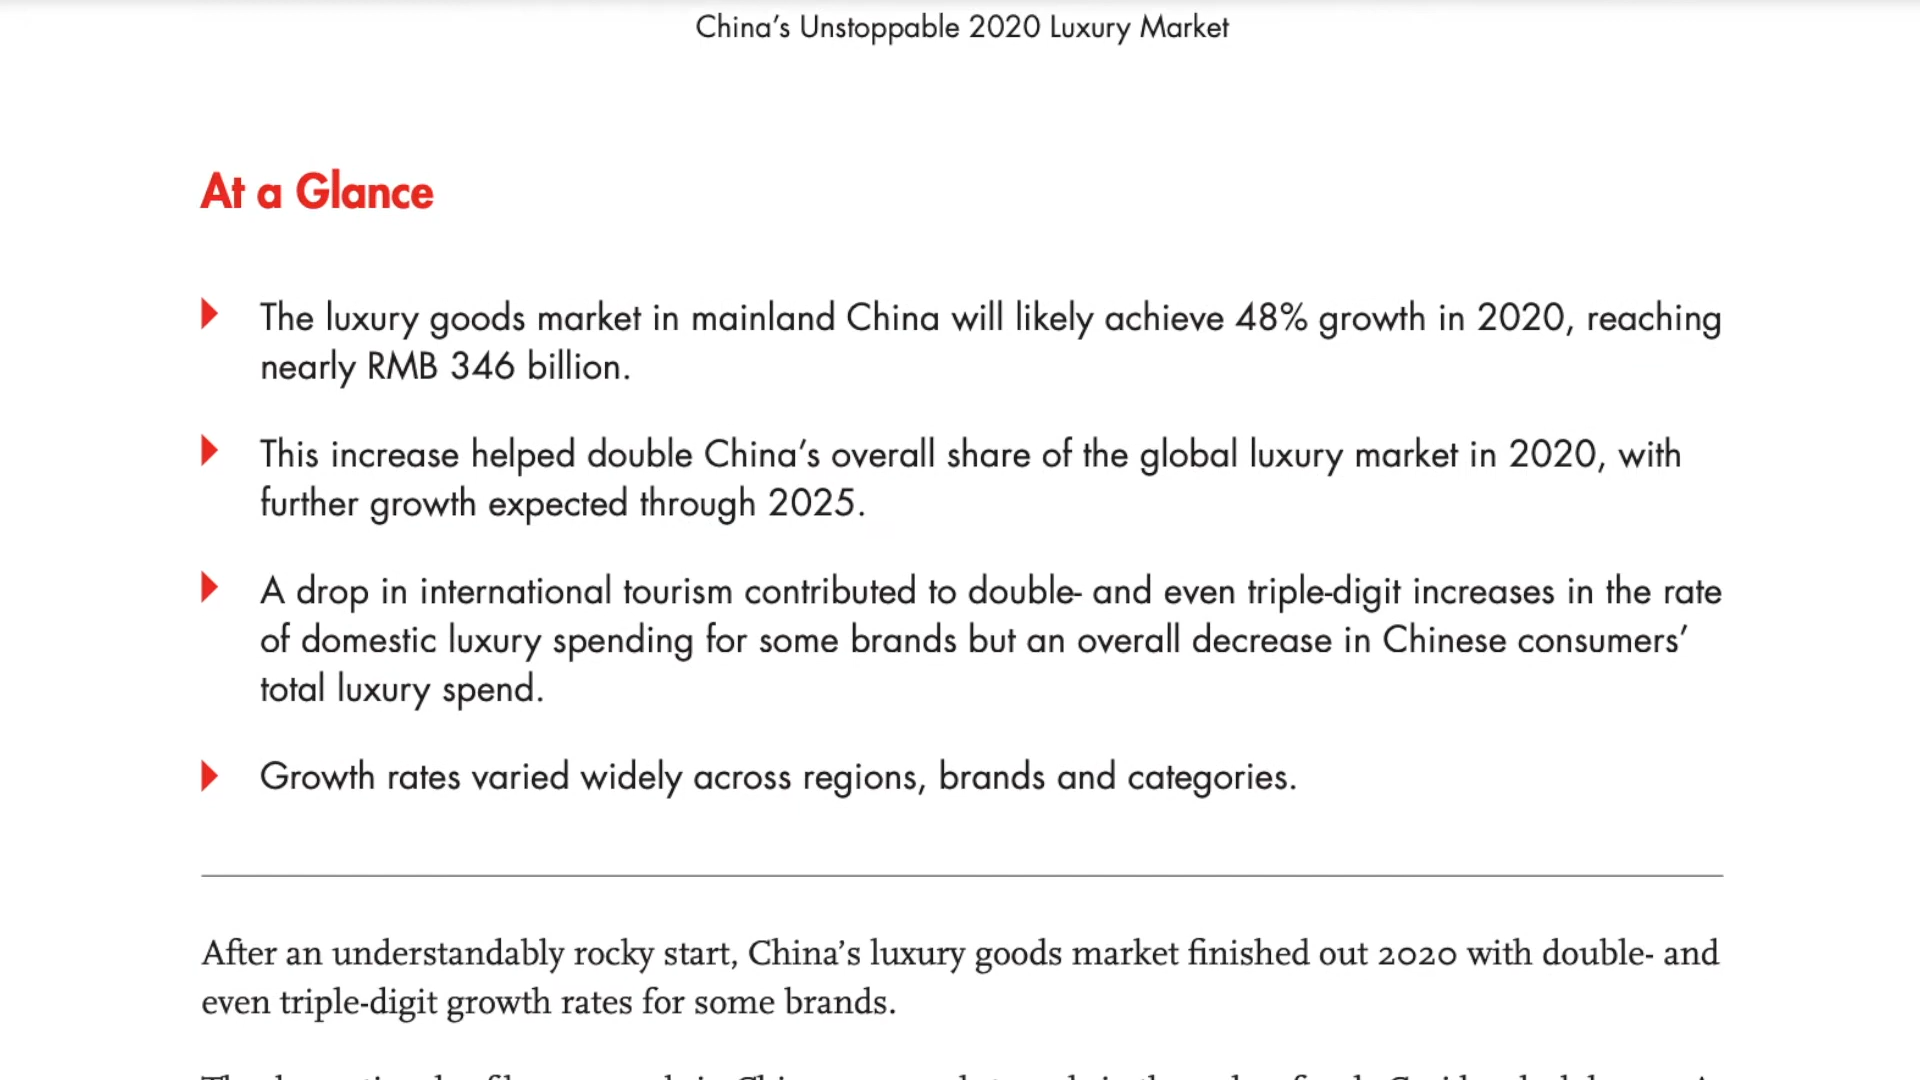 China’s Unstoppable 2020 Luxury Market
At a Glance
The luxury goods market in mainland China will likely achieve 48% growth in 2020, reaching
nearly RMB 346 billion.
This increase helped double China’s overall share of the global luxury market in 2020, with
further growth expected through 2025.
A drop in international tourism contributed to double- and even triple-digit increases in the rate
of domestic luxury spending for some brands but an overall decrease in Chinese consumers’
total luxury spend.
Growth rates varied widely across regions, brands and categories.
After an understandably rocky start, China’s luxury goods market finished out 2020 with double- and
even triple-digit growth rates for some brands.